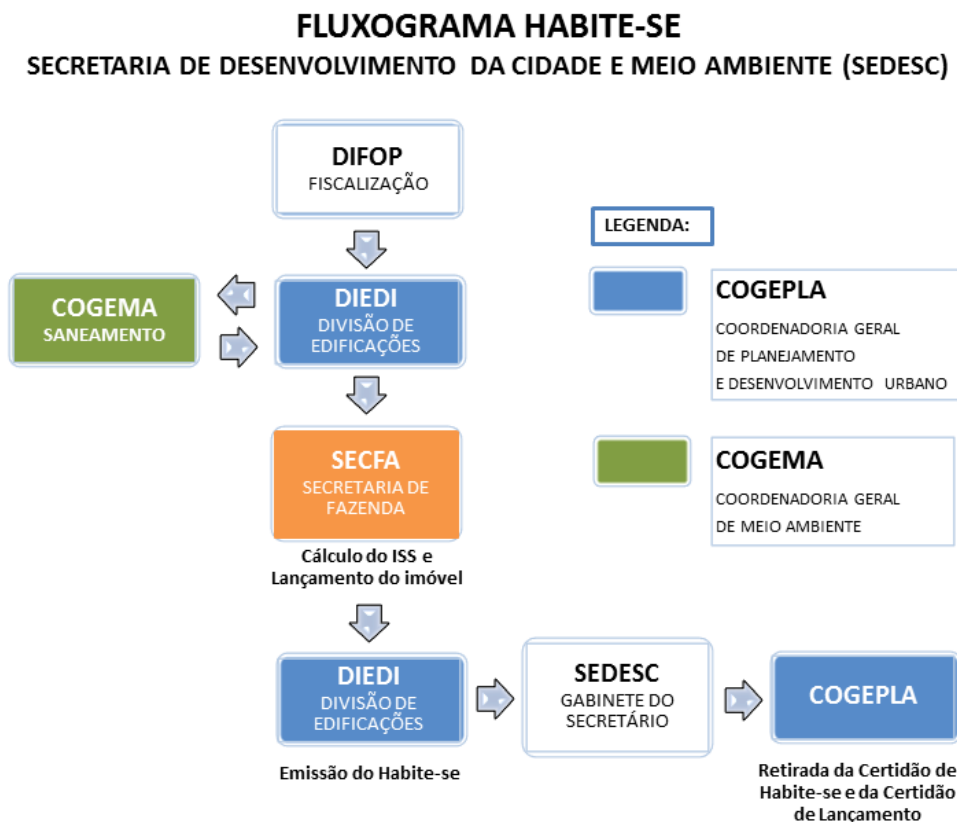 FLUXOGRAMA HABITE-SE
SECRETARIA DE DESENVOLVIMENTO DA CIDADE E MEIO AMBIENTE (SEDESC)
DIFOP
FISCALIZAÇÃO
LEGENDA:
COGEMA
SANEAMENTO
DIEDI
DIVISÃO DE
EDIFICAÇÕES
COGEPLA
COORDENADORIA GERAL
DE PLANEJAMENTO
E DESENVOLVIMENTO URBANO
SECFA
SECRETARIA DE
FAZENDA
Cálculo do ISS e
Lançamento do imóvel
COGEMA
COORDENADORIA GERAL
DE MEIO AMBIENTE
DIEDI
DIVISÃO DE
EDIFICAÇÕES
Emissão do Habite-se
SEDESC
GABINETE DO
SECRETÁRIO
COGEPLA
Retirada da Certidão de
Habite-se e da Certidão
de Lançamento